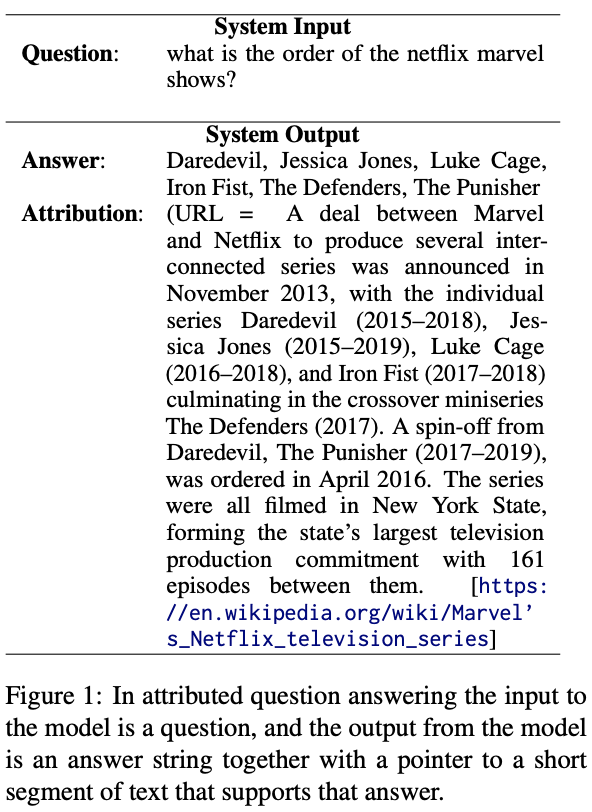 System Input
Question: what is the order of the netflix marvel
shows?
System Output
Answer: Daredevil, Jessica Jones, Luke Cage,
Iron Fist, The Defenders, The Punisher
Attribution: (URL = A deal between Marvel
and Netflix to produce several inter-
connected series was announced in
November 2013, with the individual
series Daredevil (2015–2018), Jes-
sica Jones (2015–2019), Luke Cage
(2016–2018), and Iron Fist (2017–2018)
culminating in the crossover miniseries
The Defenders (2017). A spin-off from
Daredevil, The Punisher (2017–2019),
was ordered in April 2016. The series
were all filmed in New York State,
forming the state’s largest television
production commitment with 161
episodes between them. [https:
//en.wikipedia.org/wiki/Marvel’
s_Netflix_television_series]
Figure 1: In attributed question answering the input to
the model is a question, and the output from the model
is an answer string together with a pointer to a short
segment of text that supports that answer.